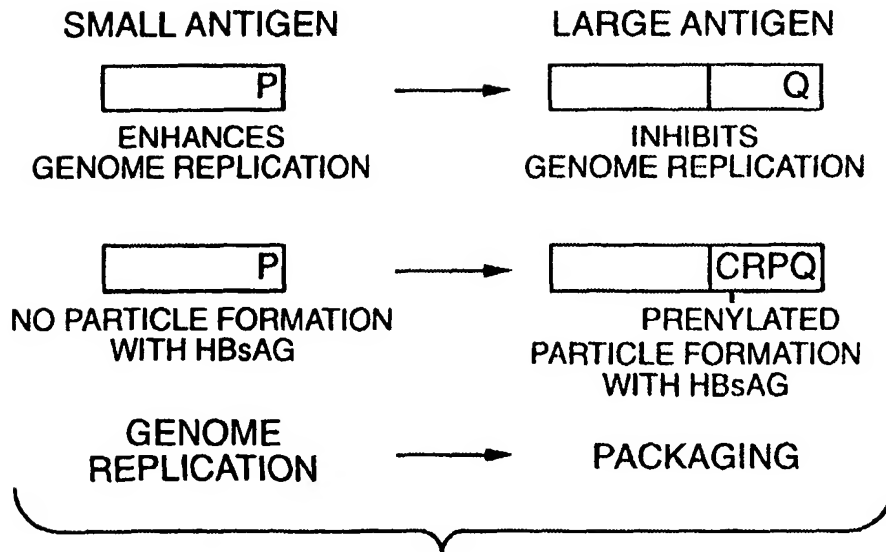 SMALL ANTIGEN
LARGE ANTIGEN
P
Q
ENHANCES
GENOME REPLICATION
INHIBITS
GENOME REPLICATION
P
CRPQ
NO PARTICLE FORMATION
WITH HBsAG
PRENYLATED
PARTICLE FORMATION
WITH HBsAG
GENOME
REPLICATION
PACKAGING